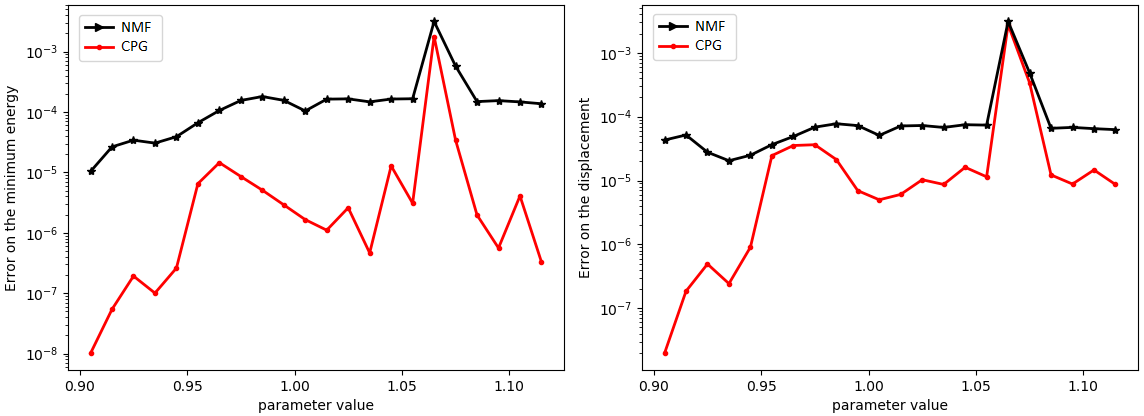 NMF
CPG
Error on the minimum energy
10⁻³
10⁻⁴
10⁻⁵
10⁻⁶
10⁻⁷
10⁻⁸
0.90 0.95 1.00 1.05 1.10
parameter value
NMF
CPG
Error on the displacement
10⁻³
10⁻⁴
10⁻⁵
10⁻⁶
10⁻⁷
0.90 0.95 1.00 1.05 1.10
parameter value